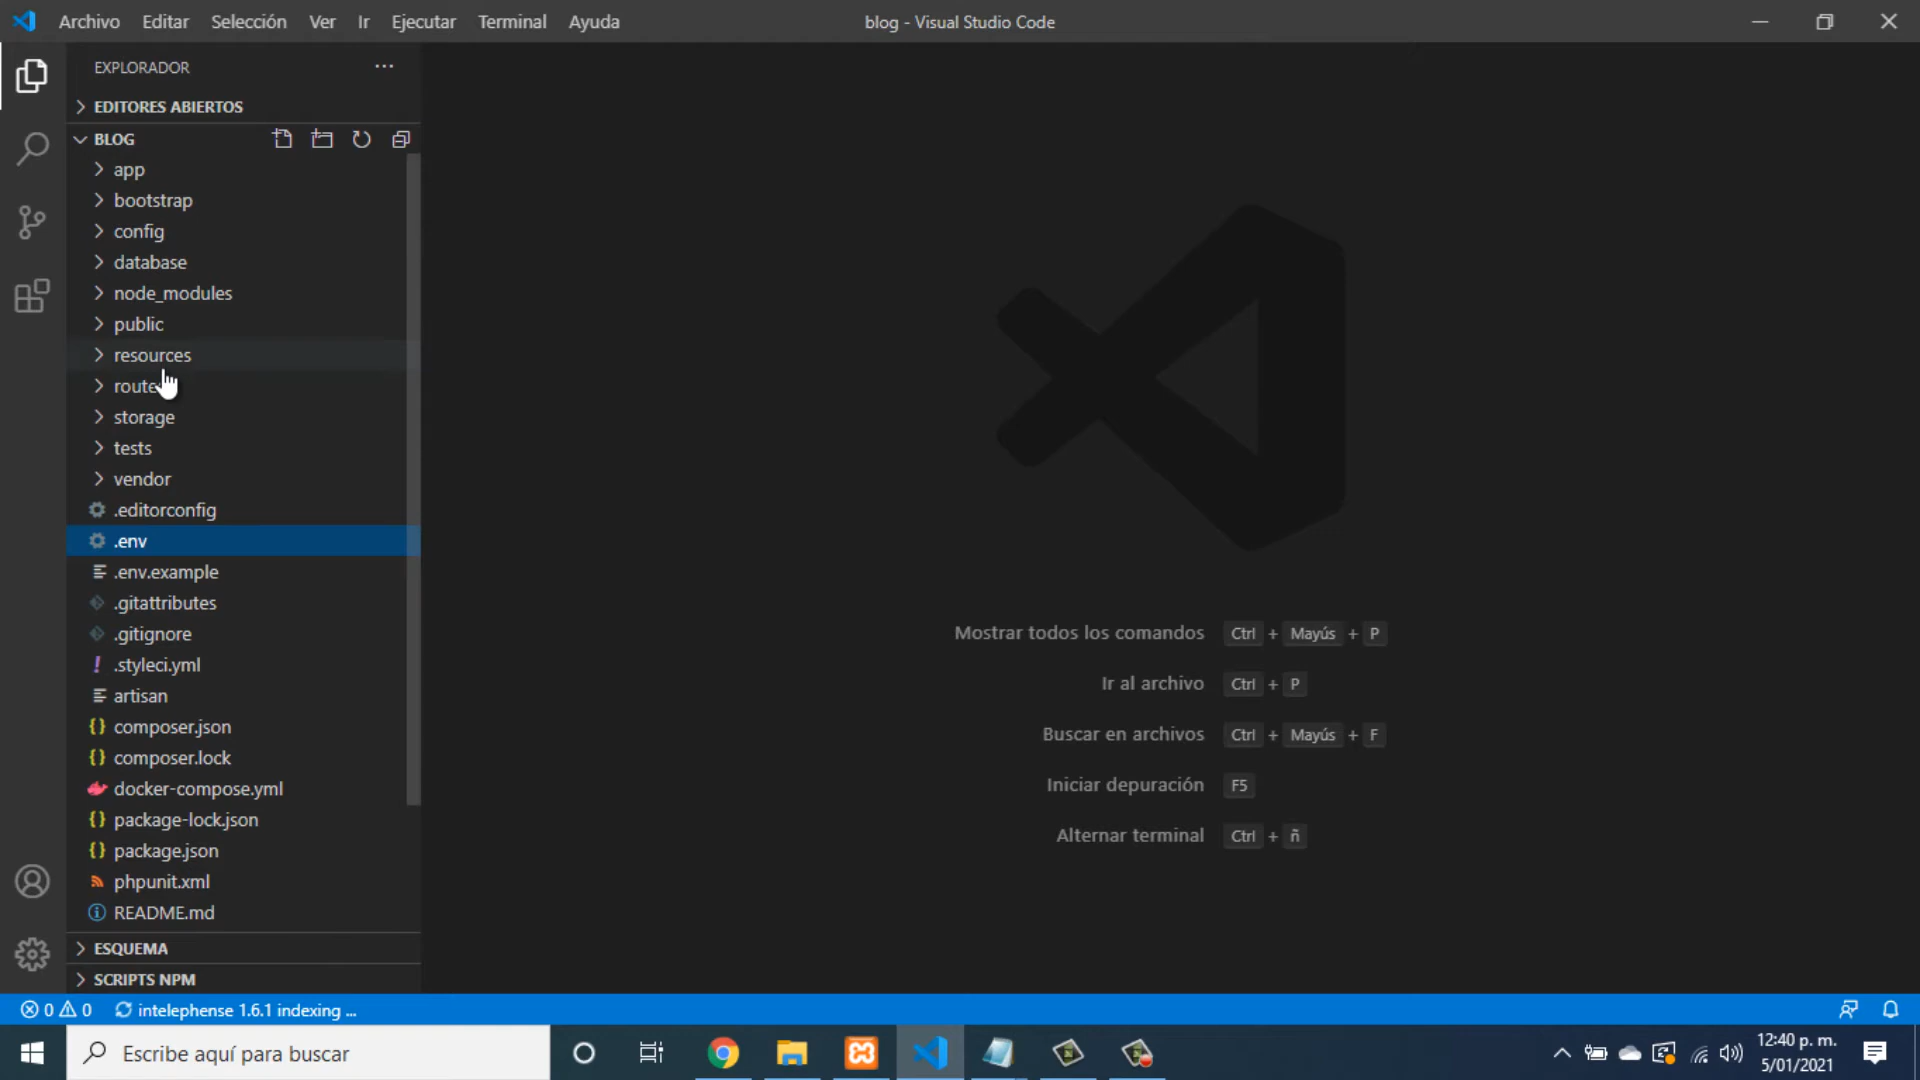 Archivo Editar Selección Ver Ir Ejecutar Terminal Ayuda
blog - Visual Studio Code
EXPLORADOR
EDITORES ABIERTOS
BLOG
app
bootstrap
config
database
node_modules
public
resources
route
storage
tests
vendor
.editorconfig
.env
.env.example
.gitattributes
.gitignore
.styleci.yml
artisan
composer.json
composer.lock
docker-compose.yml
package-lock.json
package.json
phpunit.xml
README.md
ESQUEMA
SCRIPTS NPM
Mostrar todos los comandos Ctrl + Mayús + P
Ir al archivo Ctrl + P
Buscar en archivos Ctrl + Mayús + F
Iniciar depuración F5
Alternar terminal Ctrl + ñ
0 0 intelephense 1.6.1 indexing ...
Escribe aquí para buscar
12:40 p. m.
5/01/2021